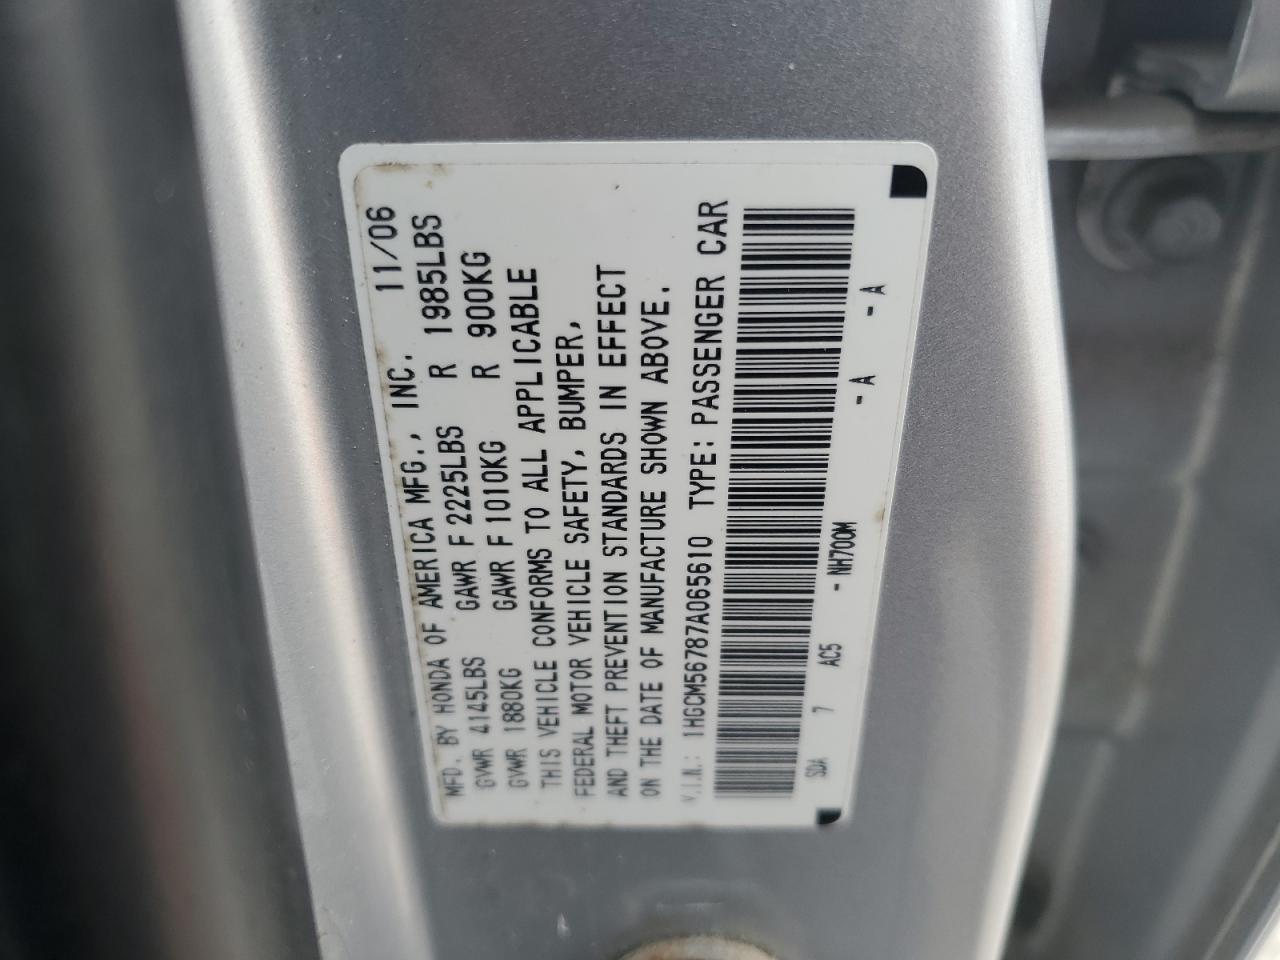 MFD. BY HONDA OF AMERICA MFG., INC. 11/06
GVWR 4145LBS GAWR F 2225LBS R 1985LBS
GVWR 1880KG GAWR F 1010KG R 900KG
THIS VEHICLE CONFORMS TO ALL APPLICABLE
FEDERAL MOTOR VEHICLE SAFETY, BUMPER,
AND THEFT PREVENTION STANDARDS IN EFFECT
ON THE DATE OF MANUFACTURE SHOWN ABOVE.
V.I.N.: 1HGCM56787A065610 TYPE: PASSENGER CAR
SDA 7 AC5 - NH700M - A - A